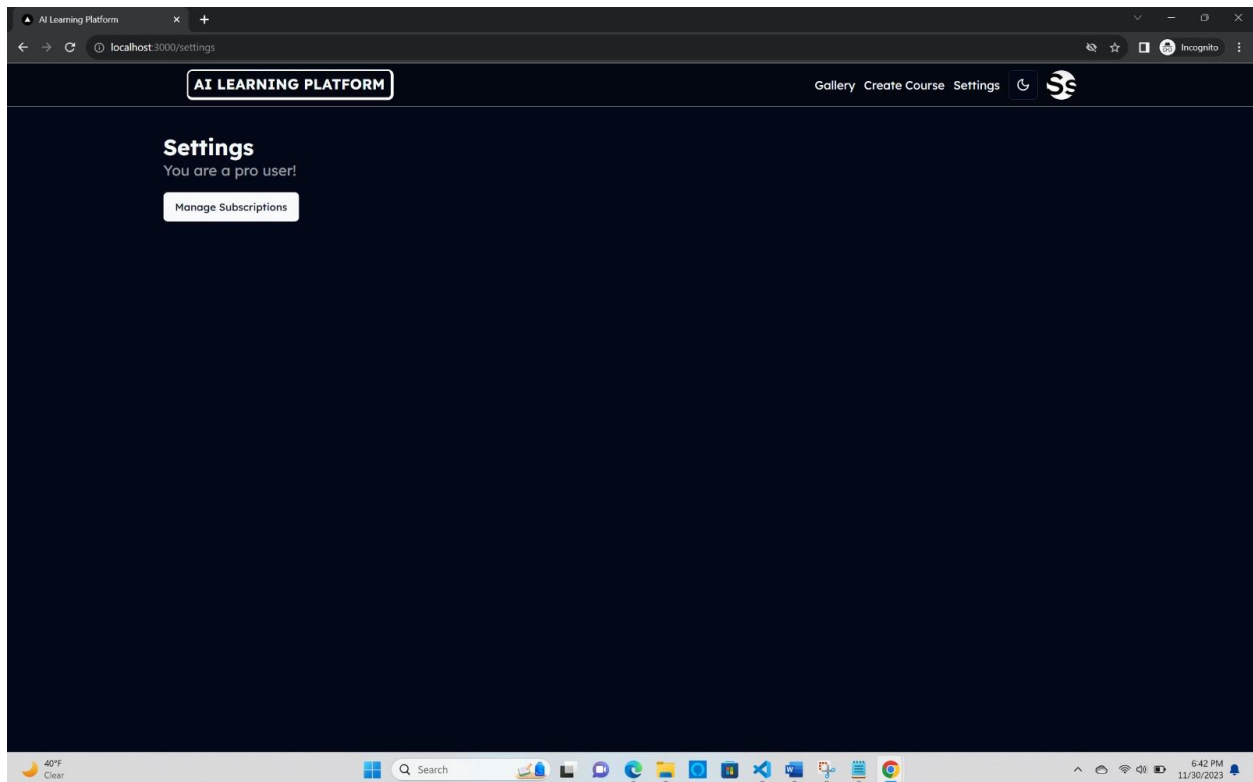 AI Learning Platform
localhost:3000/settings
Incognito
AI LEARNING PLATFORM
Gallery Create Course Settings
Ss
Settings
You are a pro user!
Manage Subscriptions
40°F
Clear
Search
6:42 PM
11/30/2023